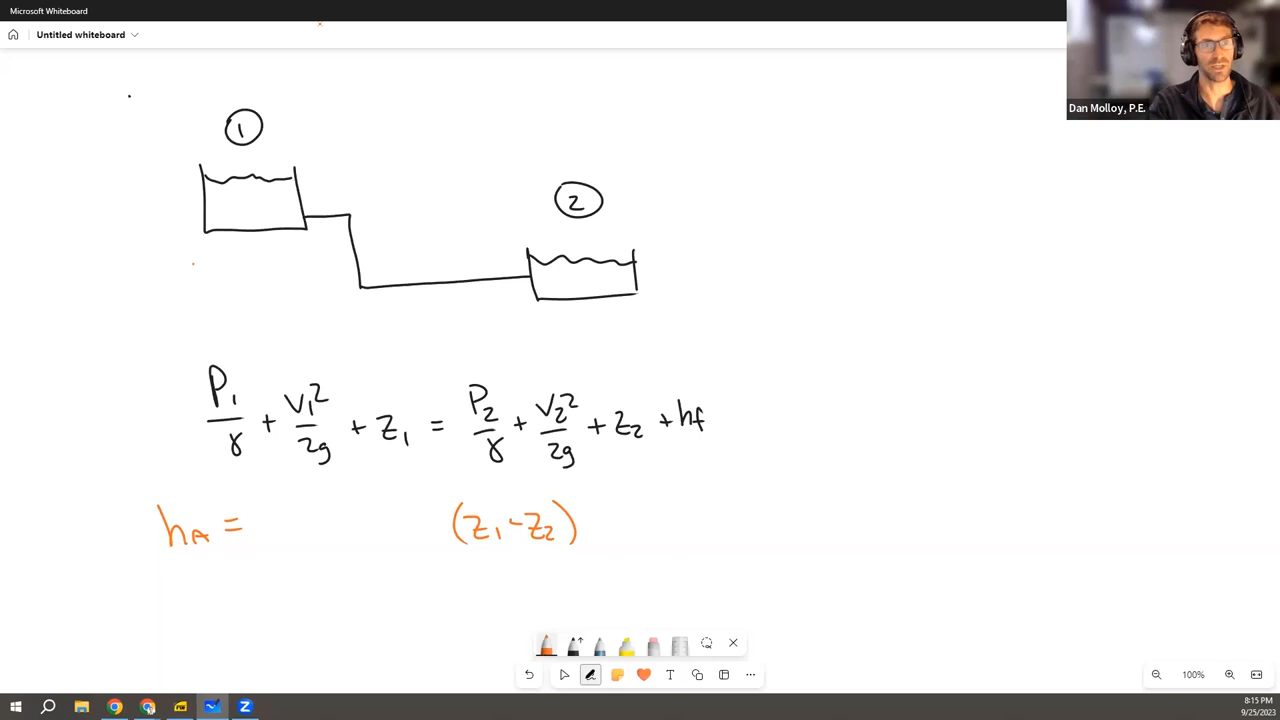 Microsoft Whiteboard
Untitled whiteboard
Dan Molloy, P.E.
1
2
P₁/γ + V₁²/2g + Z₁ = P₂/γ + V₂²/2g + Z₂ + hf
h_A = (Z₁ - Z₂)
100%
8:15 PM
9/25/2023